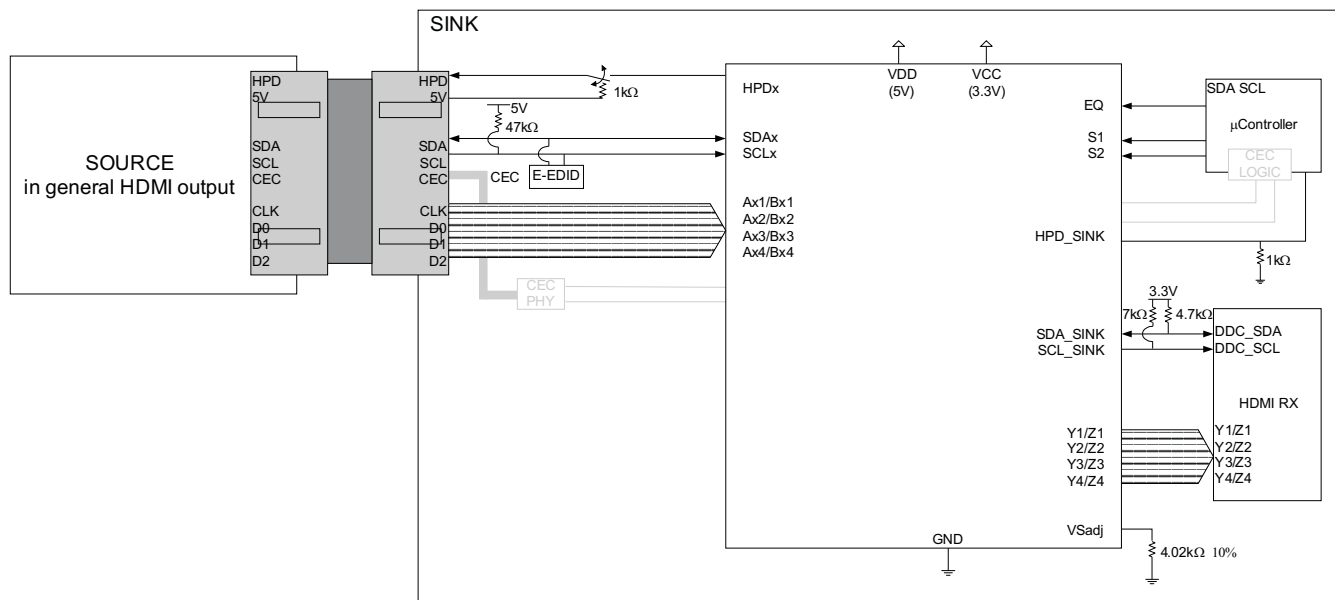 SINK
SOURCE
in general HDMI output
HPD
5V
SDA
SCL
CEC
CLK
D0
D1
D2
HPD
5V
SDA
SCL
CEC
CLK
D0
D1
D2
1kΩ
5V
47kΩ
CEC
E-EDID
CEC
PHY
HPDx
SDAx
SCLx
Ax1/Bx1
Ax2/Bx2
Ax3/Bx3
Ax4/Bx4
VDD
(5V)
VCC
(3.3V)
EQ
S1
S2
HPD_SINK
SDA_SINK
SCL_SINK
Y1/Z1
Y2/Z2
Y3/Z3
Y4/Z4
VSadj
GND
SDA SCL
μController
CEC
LOGIC
1kΩ
3.3V
7kΩ
4.7kΩ
DDC_SDA
DDC_SCL
HDMI RX
Y1/Z1
Y2/Z2
Y3/Z3
Y4/Z4
4.02kΩ 10%